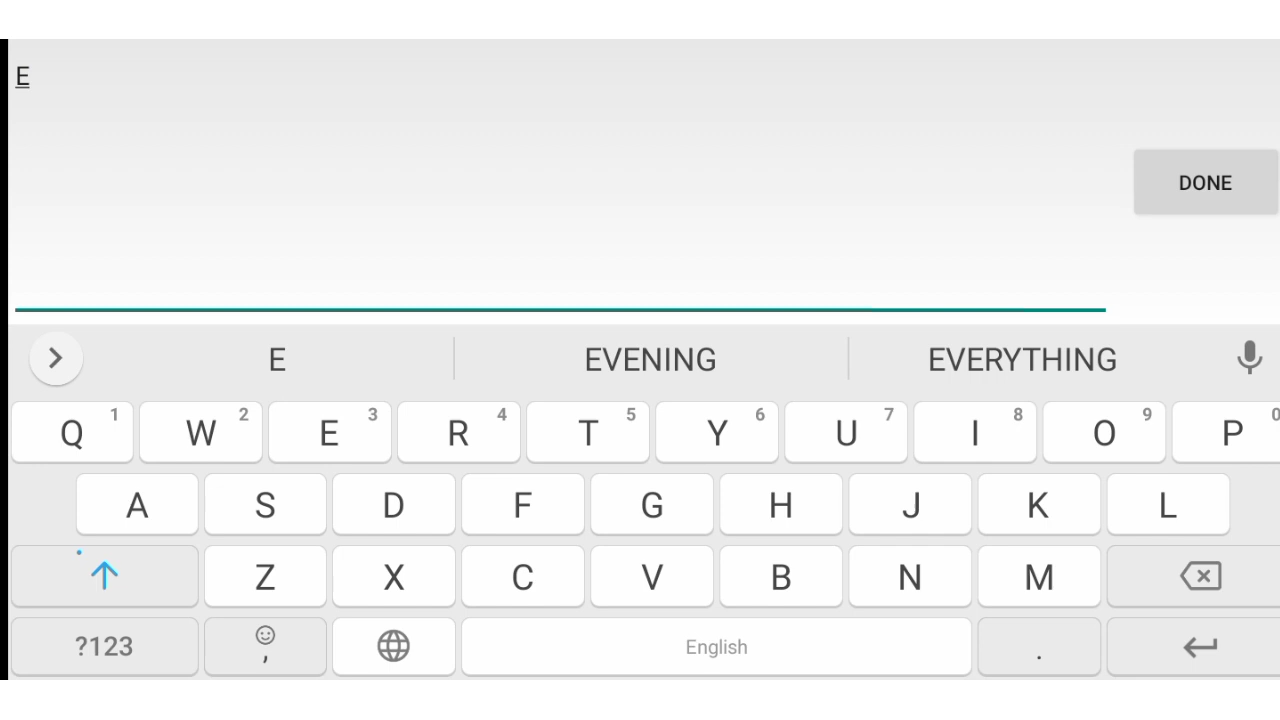 E
DONE
E EVENING EVERYTHING
Q 1 W 2 E 3 R 4 T 5 Y 6 U 7 I 8 O 9 P 0
A S D F G H J K L
Z X C V B N M
?123 , English .